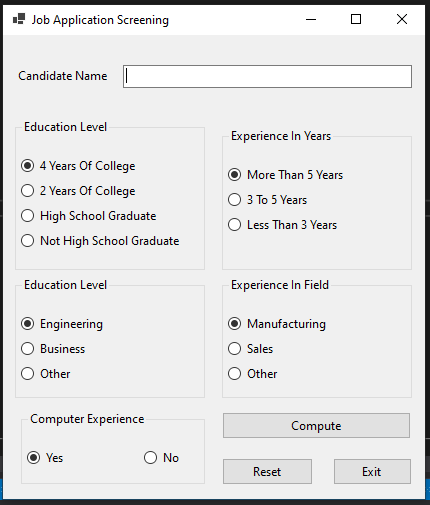 Job Application Screening
Candidate Name
Education Level
4 Years Of College
2 Years Of College
High School Graduate
Not High School Graduate
Experience In Years
More Than 5 Years
3 To 5 Years
Less Than 3 Years
Education Level
Engineering
Business
Other
Experience In Field
Manufacturing
Sales
Other
Computer Experience
Yes No
Compute
Reset Exit